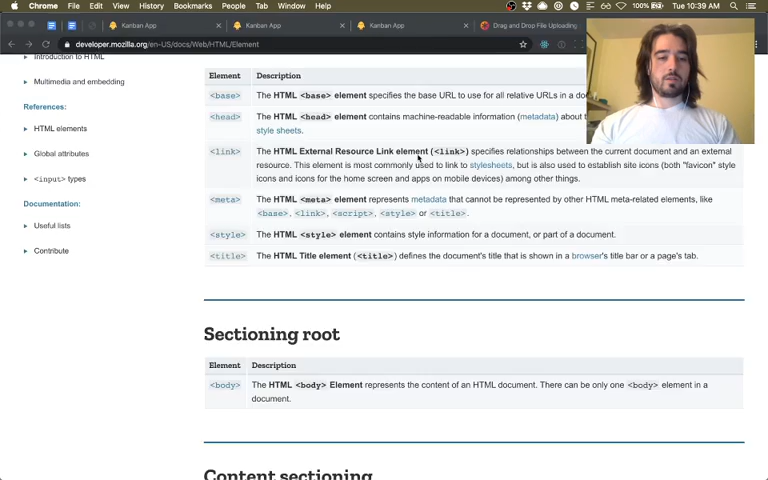 Chrome File Edit View History Bookmarks People Tab Window Help
100% Tue 10:39 AM
Kanban App
Kanban App
Kanban App
Drag and Drop File Uploading
developer.mozilla.org/en-US/docs/Web/HTML/Element
Introduction to HTML
Multimedia and embedding
References:
HTML elements
Global attributes
<input> types
Documentation:
Useful lists
Contribute
Element Description
<base> The HTML <base> element specifies the base URL to use for all relative URLs in a
<head> The HTML <head> element contains machine-readable information (metadata) about
style sheets.
<link> The HTML External Resource Link element (<link>) specifies relationships between the current document and an external
resource. This element is most commonly used to link to stylesheets, but is also used to establish site icons (both "favicon" style
icons and icons for the home screen and apps on mobile devices) among other things.
<meta> The HTML <meta> element represents metadata that cannot be represented by other HTML meta-related elements, like
<base>, <link>, <script>, <style> or <title>.
<style> The HTML <style> element contains style information for a document, or part of a document.
<title> The HTML Title element (<title>) defines the document's title that is shown in a browser's title bar or a page's tab.
Sectioning root
Element Description
<body> The HTML <body> Element represents the content of an HTML document. There can be only one <body> element in a
document.
Content sectioning